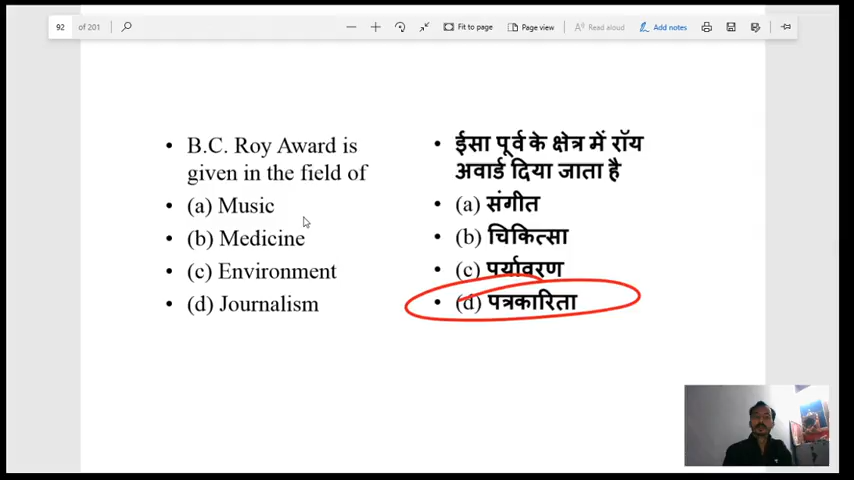 92 of 201
Fit to page
Page view
Read aloud
Add notes
B.C. Roy Award is
given in the field of
(a) Music
(b) Medicine
(c) Environment
(d) Journalism
ईसा पूर्व के क्षेत्र में रॉय
अवार्ड दिया जाता है
(a) संगीत
(b) चिकित्सा
(c) पर्यावरण
(d) पत्रकारिता